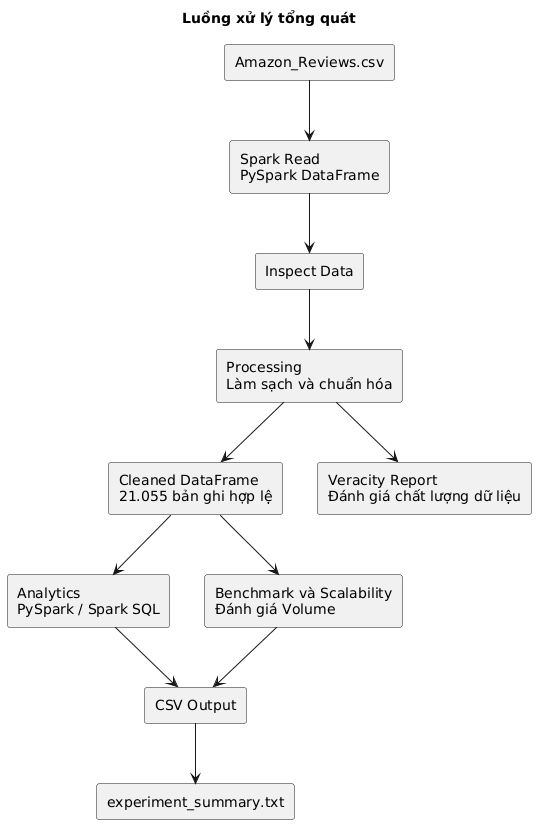 Luồng xử lý tổng quát
Amazon_Reviews.csv
Spark Read
PySpark DataFrame
Inspect Data
Processing
Làm sạch và chuẩn hóa
Cleaned DataFrame
21.055 bản ghi hợp lệ
Veracity Report
Đánh giá chất lượng dữ liệu
Analytics
PySpark / Spark SQL
Benchmark và Scalability
Đánh giá Volume
CSV Output
experiment_summary.txt